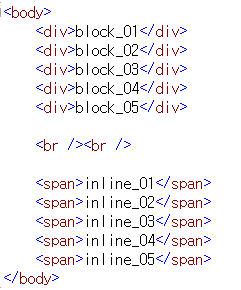 <body>
<div>block_01</div>
<div>block_02</div>
<div>block_03</div>
<div>block_04</div>
<div>block_05</div>
<br /><br />
<span>inline_01</span>
<span>inline_02</span>
<span>inline_03</span>
<span>inline_04</span>
<span>inline_05</span>
</body>